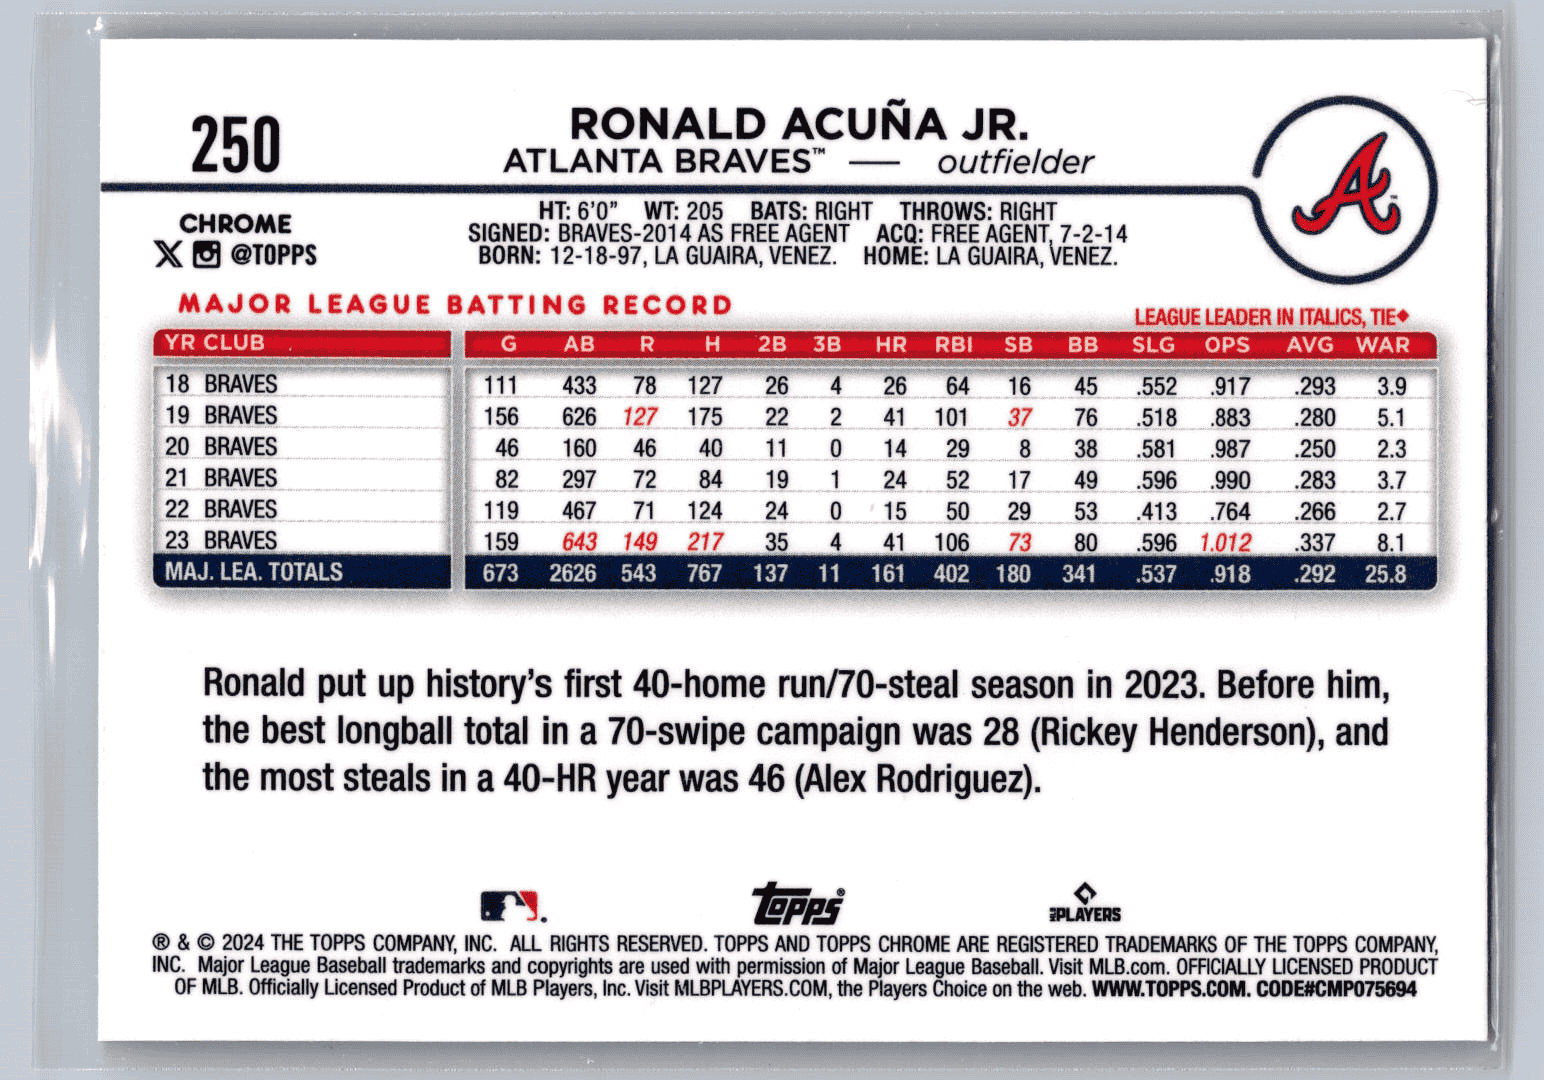 250
RONALD ACUÑA JR.
ATLANTA BRAVES™ — outfielder
CHROME
X @TOPPS
HT: 6'0" WT: 205 BATS: RIGHT THROWS: RIGHT
SIGNED: BRAVES-2014 AS FREE AGENT ACQ: FREE AGENT, 7-2-14
BORN: 12-18-97, LA GUAIRA, VENEZ. HOME: LA GUAIRA, VENEZ.
A™
MAJOR LEAGUE BATTING RECORD
LEAGUE LEADER IN ITALICS, TIE♦
YR CLUB G AB R H 2B 3B HR RBI SB BB SLG OPS AVG WAR
18 BRAVES 111 433 78 127 26 4 26 64 16 45 .552 .917 .293 3.9
19 BRAVES 156 626 127 175 22 2 41 101 37 76 .518 .883 .280 5.1
20 BRAVES 46 160 46 40 11 0 14 29 8 38 .581 .987 .250 2.3
21 BRAVES 82 297 72 84 19 1 24 52 17 49 .596 .990 .283 3.7
22 BRAVES 119 467 71 124 24 0 15 50 29 53 .413 .764 .266 2.7
23 BRAVES 159 643 149 217 35 4 41 106 73 80 .596 1.012 .337 8.1
MAJ. LEA. TOTALS 673 2626 543 767 137 11 161 402 180 341 .537 .918 .292 25.8
Ronald put up history's first 40-home run/70-steal season in 2023. Before him,
the best longball total in a 70-swipe campaign was 28 (Rickey Henderson), and
the most steals in a 40-HR year was 46 (Alex Rodriguez).
Topps®
MLB PLAYERS
® & © 2024 THE TOPPS COMPANY, INC. ALL RIGHTS RESERVED. TOPPS AND TOPPS CHROME ARE REGISTERED TRADEMARKS OF THE TOPPS COMPANY,
INC. Major League Baseball trademarks and copyrights are used with permission of Major League Baseball. Visit MLB.com. OFFICIALLY LICENSED PRODUCT
OF MLB. Officially Licensed Product of MLB Players, Inc. Visit MLBPLAYERS.COM, the Players Choice on the web. WWW.TOPPS.COM. CODE#CMP075694